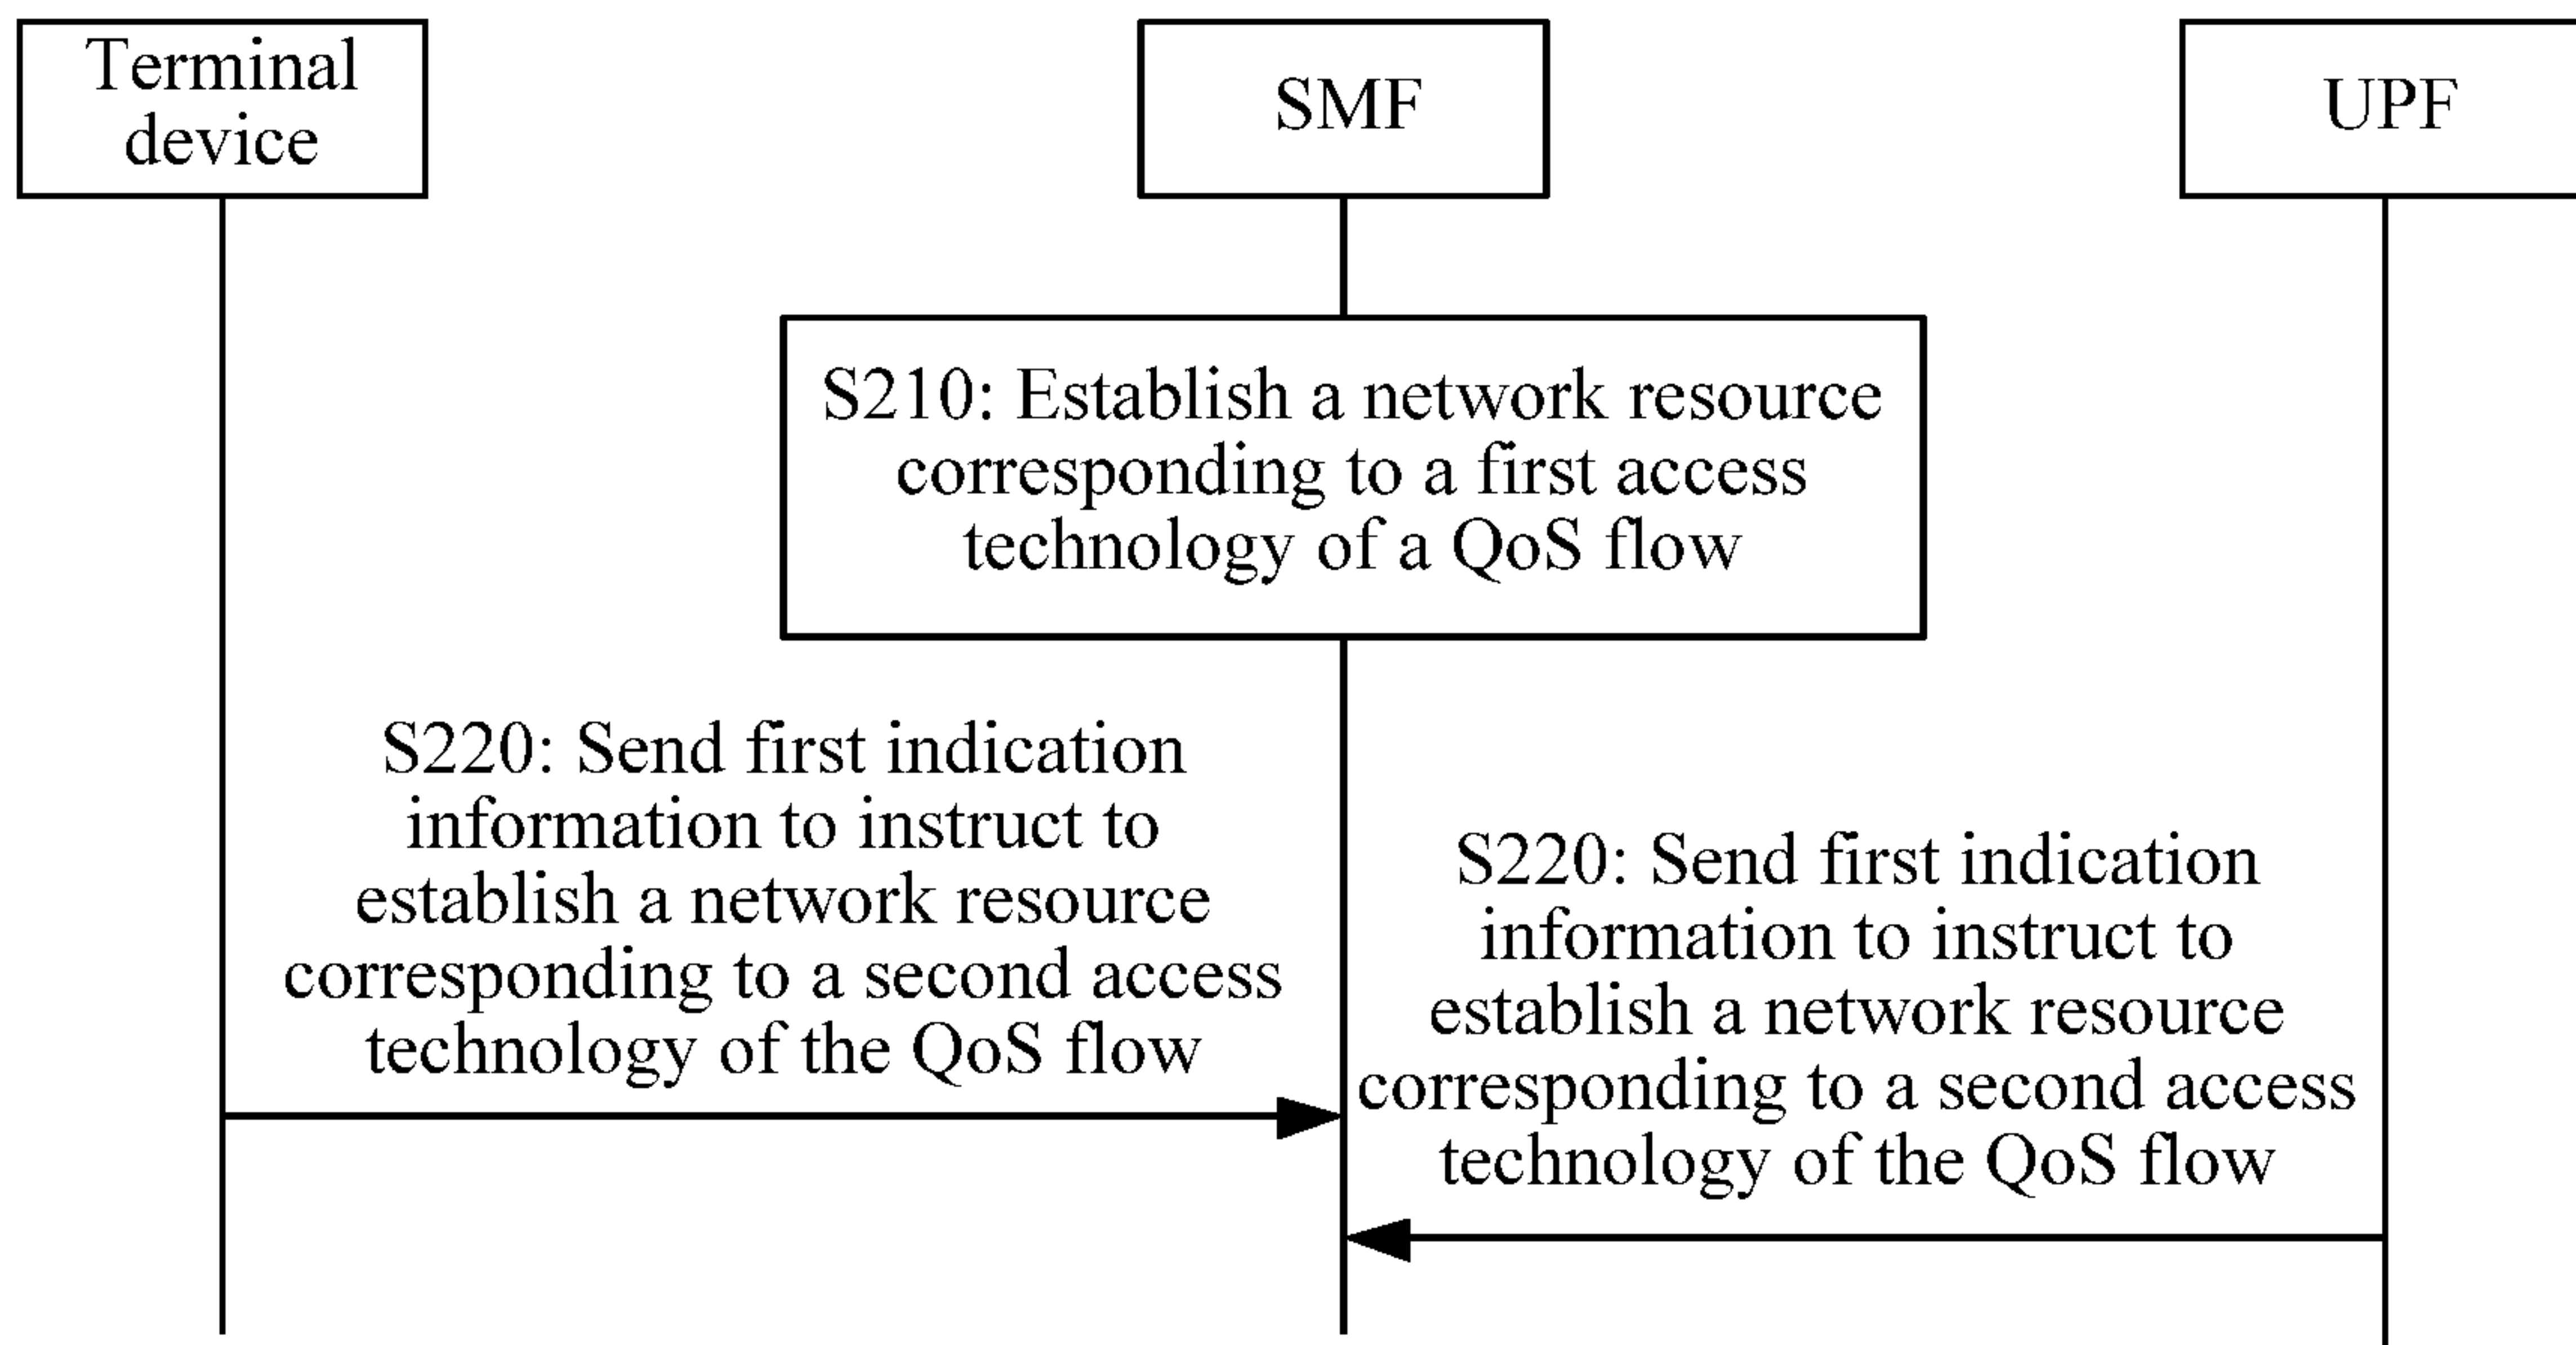 Terminal
device
SMF
UPF
S210: Establish a network resource
corresponding to a first access
technology of a QoS flow
S220: Send first indication
information to instruct to
establish a network resource
corresponding to a second access
technology of the QoS flow
S220: Send first indication
information to instruct to
establish a network resource
corresponding to a second access
technology of the QoS flow